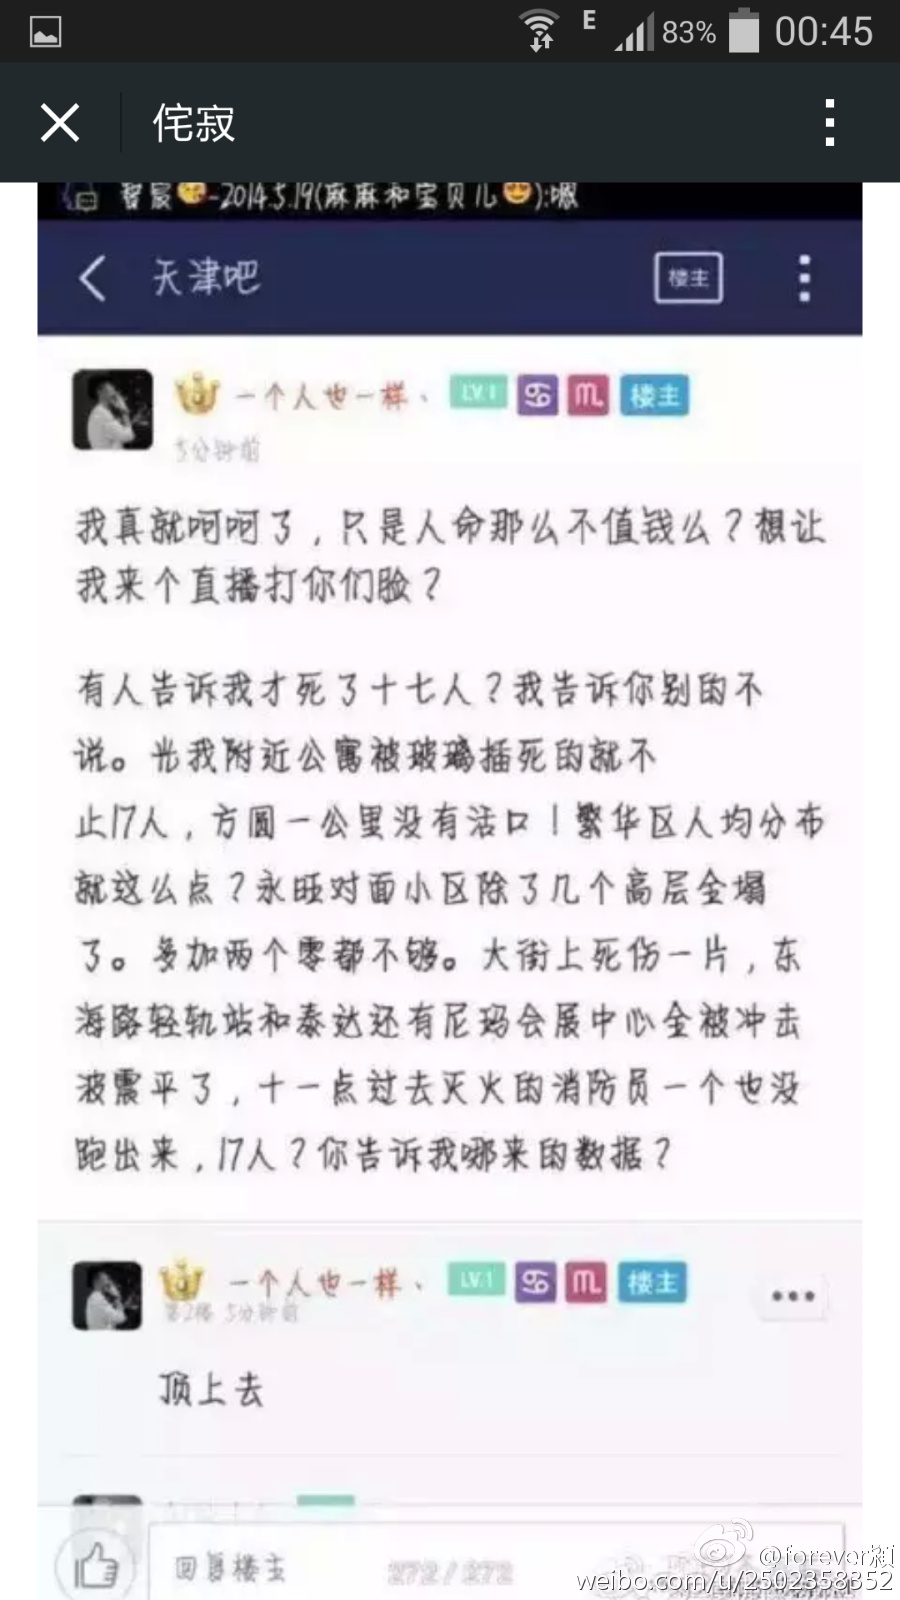 E 83% 00:45
侘寂
-2014.5.19(麻麻和宝贝儿):嗯
天津吧 楼主
一个人也一样、 LV.1 楼主
5分钟前
我真就呵呵了，只是人命那么不值钱么？想让
我来个直播打你们脸？
有人告诉我才死了十七人？我告诉你别的不
说。光我附近公寓被玻璃插死的就不
止17人，方圆一公里没有活口！繁华区人均分布
就这么点？永旺对面小区除了几个高层全塌
了。多加两个零都不够。大街上死伤一片，东
海路轻轨站和泰达还有尼玛会展中心全被冲击
波震平了，十一点过去灭火的消防员一个也没
跑出来，17人？你告诉我哪来的数据？
一个人也一样、 LV.1 楼主
第2楼 5分钟前
顶上去
回复楼主 272/272
@forever颖
weibo.com/u/2502358352